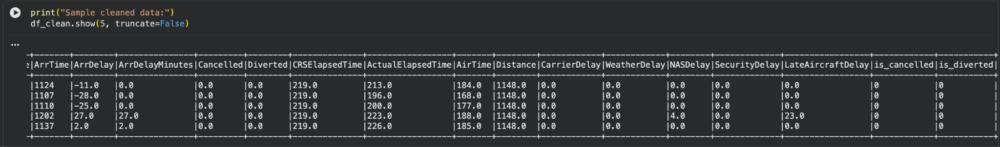 print("Sample cleaned data:")
df_clean.show(5, truncate=False)
...
-+-------+--------+---------------+---------+--------+--------------+-----------------+-------+--------+------------+------------+--------+-------------+-----------------+------------+-----------+
e|ArrTime|ArrDelay|ArrDelayMinutes|Cancelled|Diverted|CRSElapsedTime|ActualElapsedTime|AirTime|Distance|CarrierDelay|WeatherDelay|NASDelay|SecurityDelay|LateAircraftDelay|is_cancelled|is_diverted|
-+-------+--------+---------------+---------+--------+--------------+-----------------+-------+--------+------------+------------+--------+-------------+-----------------+------------+-----------+
|1124   |-11.0   |0.0            |0.0      |0.0     |219.0         |213.0            |184.0  |1148.0  |0.0         |0.0         |0.0     |0.0          |0.0              |0           |0          |
|1107   |-28.0   |0.0            |0.0      |0.0     |219.0         |196.0            |168.0  |1148.0  |0.0         |0.0         |0.0     |0.0          |0.0              |0           |0          |
|1110   |-25.0   |0.0            |0.0      |0.0     |219.0         |200.0            |177.0  |1148.0  |0.0         |0.0         |0.0     |0.0          |0.0              |0           |0          |
|1202   |27.0    |27.0           |0.0      |0.0     |219.0         |223.0            |188.0  |1148.0  |0.0         |0.0         |4.0     |0.0          |23.0             |0           |0          |
|1137   |2.0     |2.0            |0.0      |0.0     |219.0         |226.0            |185.0  |1148.0  |0.0         |0.0         |0.0     |0.0          |0.0              |0           |0          |
-+-------+--------+---------------+---------+--------+--------------+-----------------+-------+--------+------------+------------+--------+-------------+-----------------+------------+-----------+